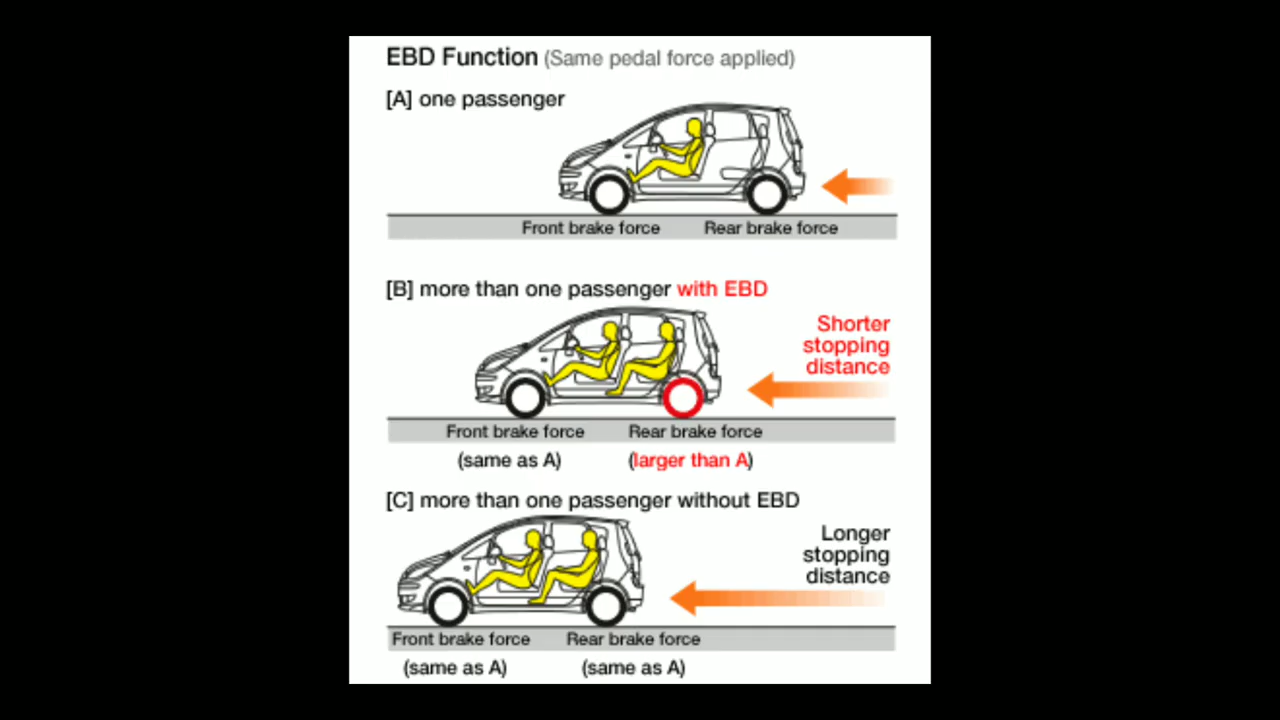 EBD Function (Same pedal force applied)
[A] one passenger
Front brake force Rear brake force
[B] more than one passenger with EBD
Shorter
stopping
distance
Front brake force Rear brake force
(same as A) (larger than A)
[C] more than one passenger without EBD
Longer
stopping
distance
Front brake force Rear brake force
(same as A) (same as A)